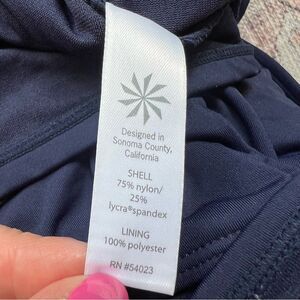 Designed in
Sonoma County,
California
SHELL
75% nylon/
25%
lycra®spandex
LINING
100% polyester
RN #54023